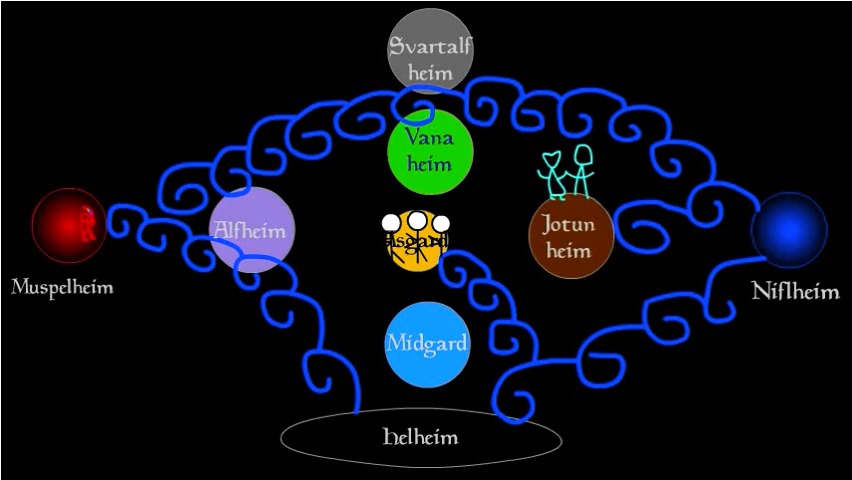 Svartalf
heim
Vana
heim
Alfheim
asgard
Jotun
heim
Muspelheim
Niflheim
Midgard
helheim